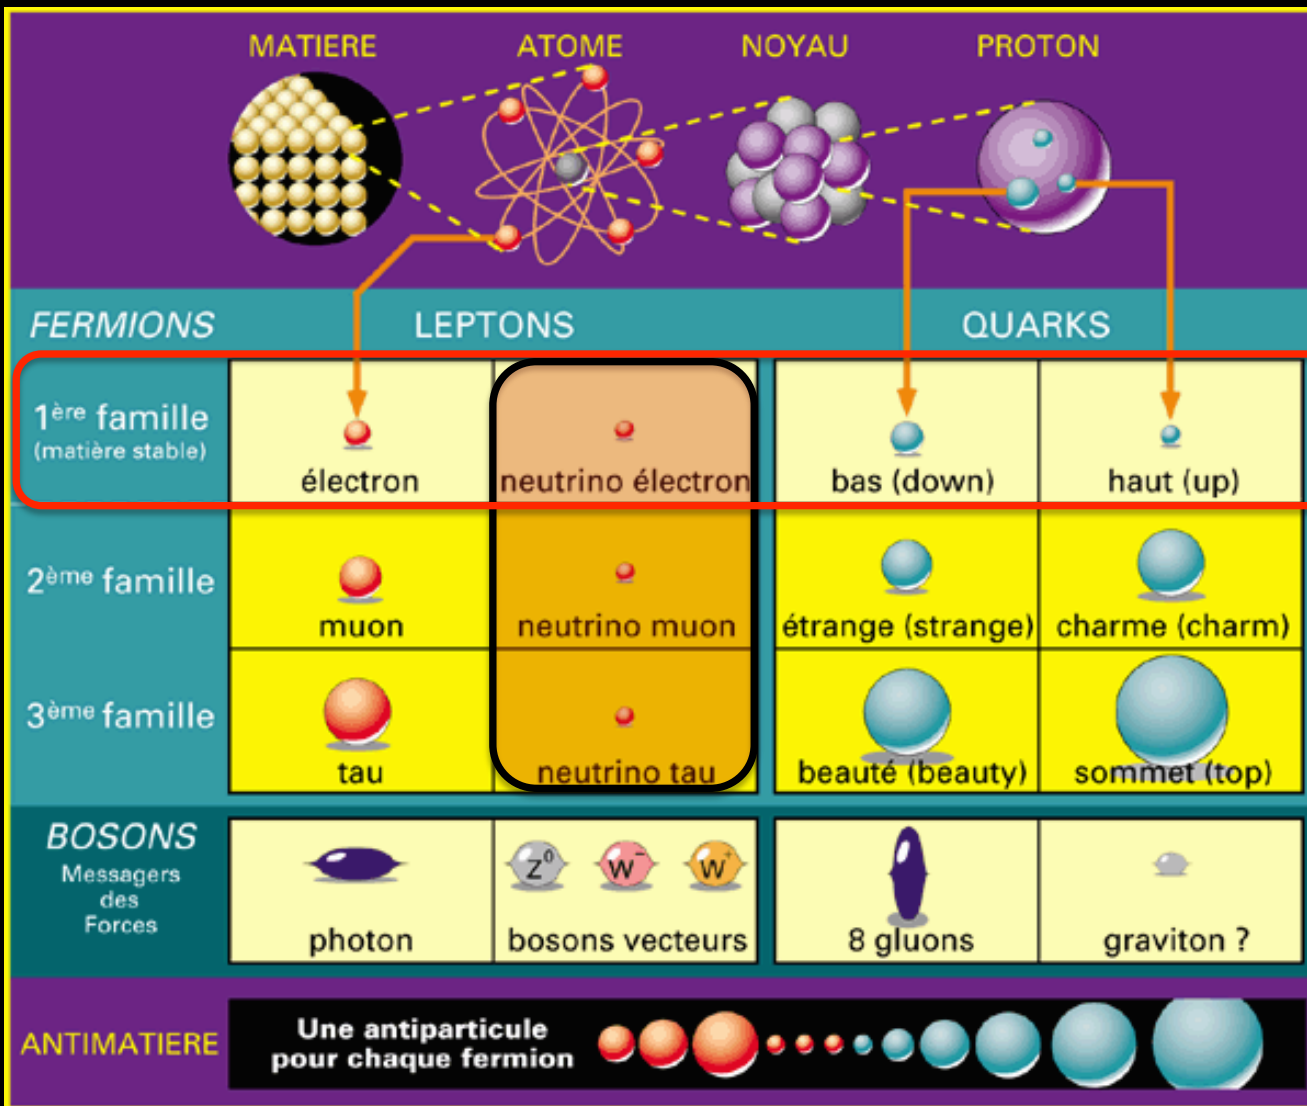 MATIERE
ATOME
NOYAU
PROTON
FERMIONS
LEPTONS
QUARKS
1ère famille
(matière stable)
électron
neutrino électron
bas (down)
haut (up)
2ème famille
muon
neutrino muon
étrange (strange)
charme (charm)
3ème famille
tau
neutrino tau
beauté (beauty)
sommet (top)
BOSONS
Messagers
des
Forces
Z⁰
W⁻
W⁺
photon
bosons vecteurs
8 gluons
graviton ?
ANTIMATIERE
Une antiparticule
pour chaque fermion